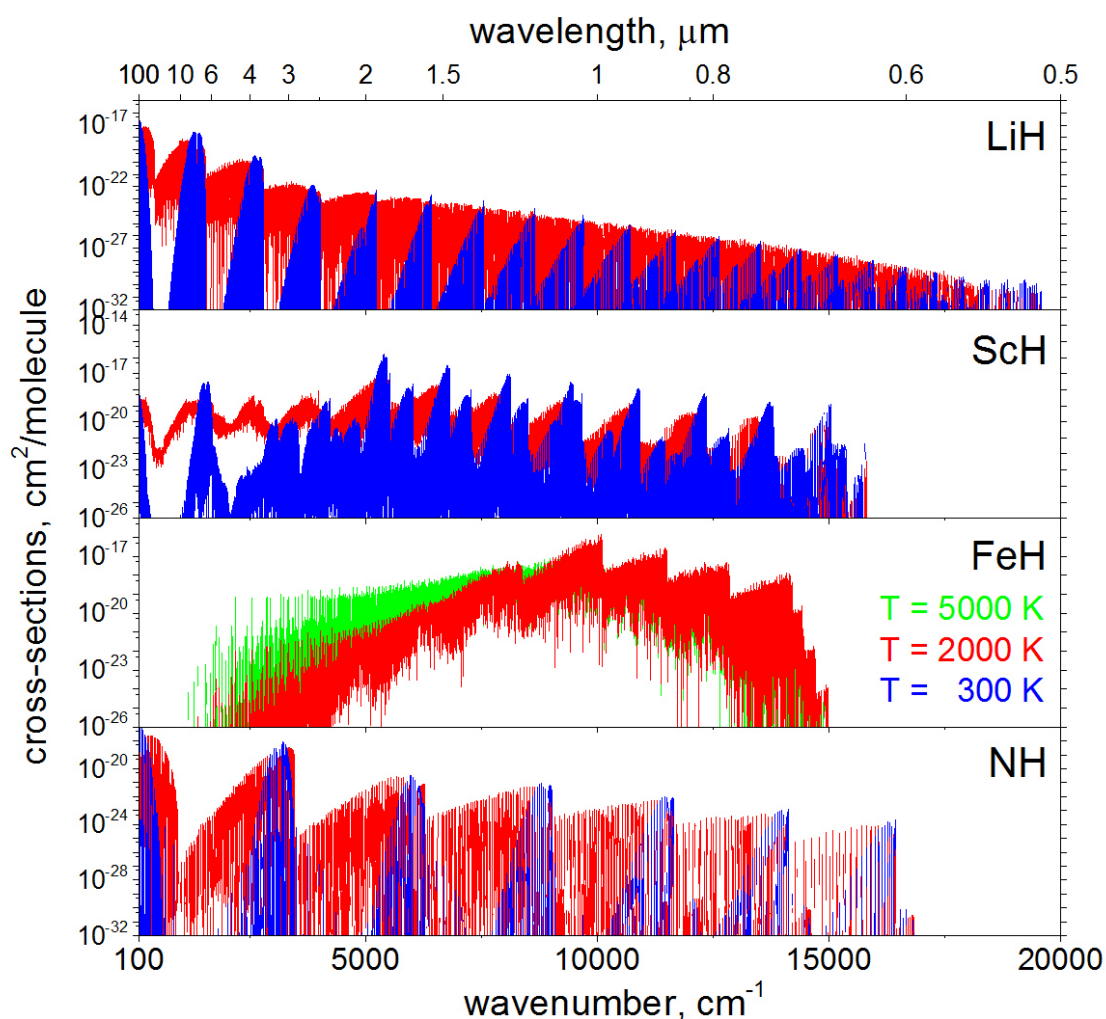 wavelength, μm
100 10 6 4 3 2 1.5 1 0.8 0.6 0.5
LiH
10⁻¹⁷
10⁻²²
10⁻²⁷
10⁻³²
ScH
10⁻¹⁴
10⁻¹⁷
10⁻²⁰
10⁻²³
10⁻²⁶
FeH
10⁻¹⁷
10⁻²⁰
10⁻²³
10⁻²⁶
T = 5000 K
T = 2000 K
T = 300 K
NH
10⁻²⁰
10⁻²⁴
10⁻²⁸
10⁻³²
cross-sections, cm²/molecule
100 5000 10000 15000 20000
wavenumber, cm⁻¹